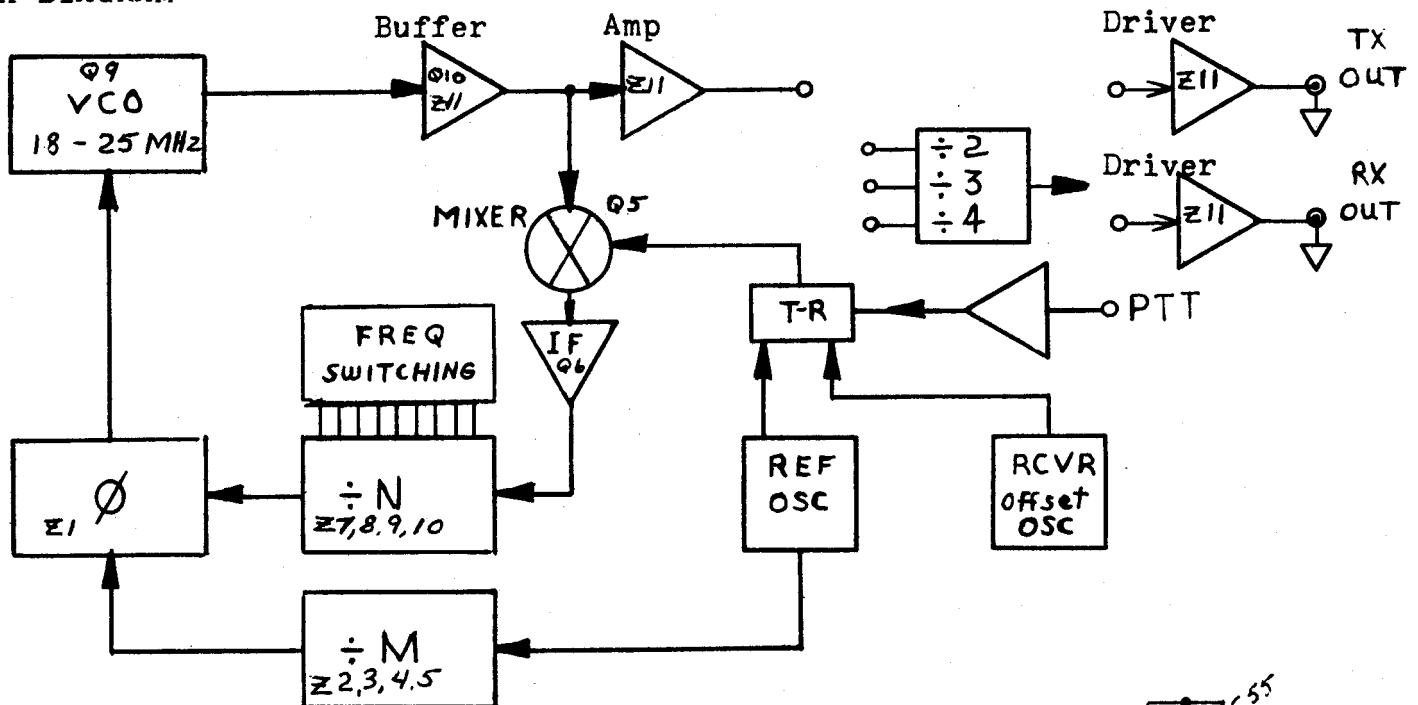 Buffer
Amp
Driver
TX
OUT
Q9
VCO
18 - 25 MHz
Q10
Z11
Z11
Z11
÷ 2
÷ 3
÷ 4
Driver
RX
OUT
Z11
MIXER
Q5
T-R
PTT
FREQ
SWITCHING
IF
Q6
REF
OSC
RCVR
Offset
OSC
Ø
Z1
÷ N
Z7,8,9,10
÷ M
Z2,3,4,5
55